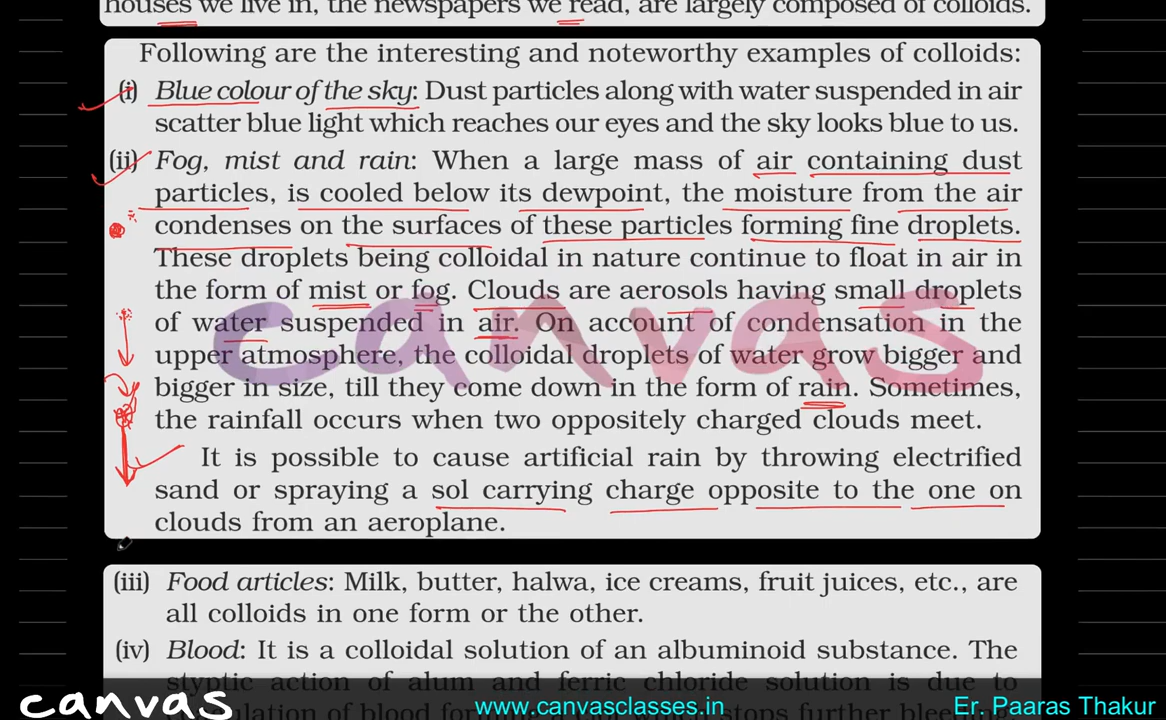 houses we live in, the newspapers we read, are largely composed of colloids.
Following are the interesting and noteworthy examples of colloids:
(i) Blue colour of the sky: Dust particles along with water suspended in air
scatter blue light which reaches our eyes and the sky looks blue to us.
(ii) Fog, mist and rain: When a large mass of air containing dust
particles, is cooled below its dewpoint, the moisture from the air
condenses on the surfaces of these particles forming fine droplets.
These droplets being colloidal in nature continue to float in air in
the form of mist or fog. Clouds are aerosols having small droplets
of water suspended in air. On account of condensation in the
upper atmosphere, the colloidal droplets of water grow bigger and
bigger in size, till they come down in the form of rain. Sometimes,
the rainfall occurs when two oppositely charged clouds meet.
It is possible to cause artificial rain by throwing electrified
sand or spraying a sol carrying charge opposite to the one on
clouds from an aeroplane.
canvas
(iii) Food articles: Milk, butter, halwa, ice creams, fruit juices, etc., are
all colloids in one form or the other.
(iv) Blood: It is a colloidal solution of an albuminoid substance. The
styptic action of alum and ferric chloride solution is due to
stops further
canvas www.canvasclasses.in Er. Paaras Thakur